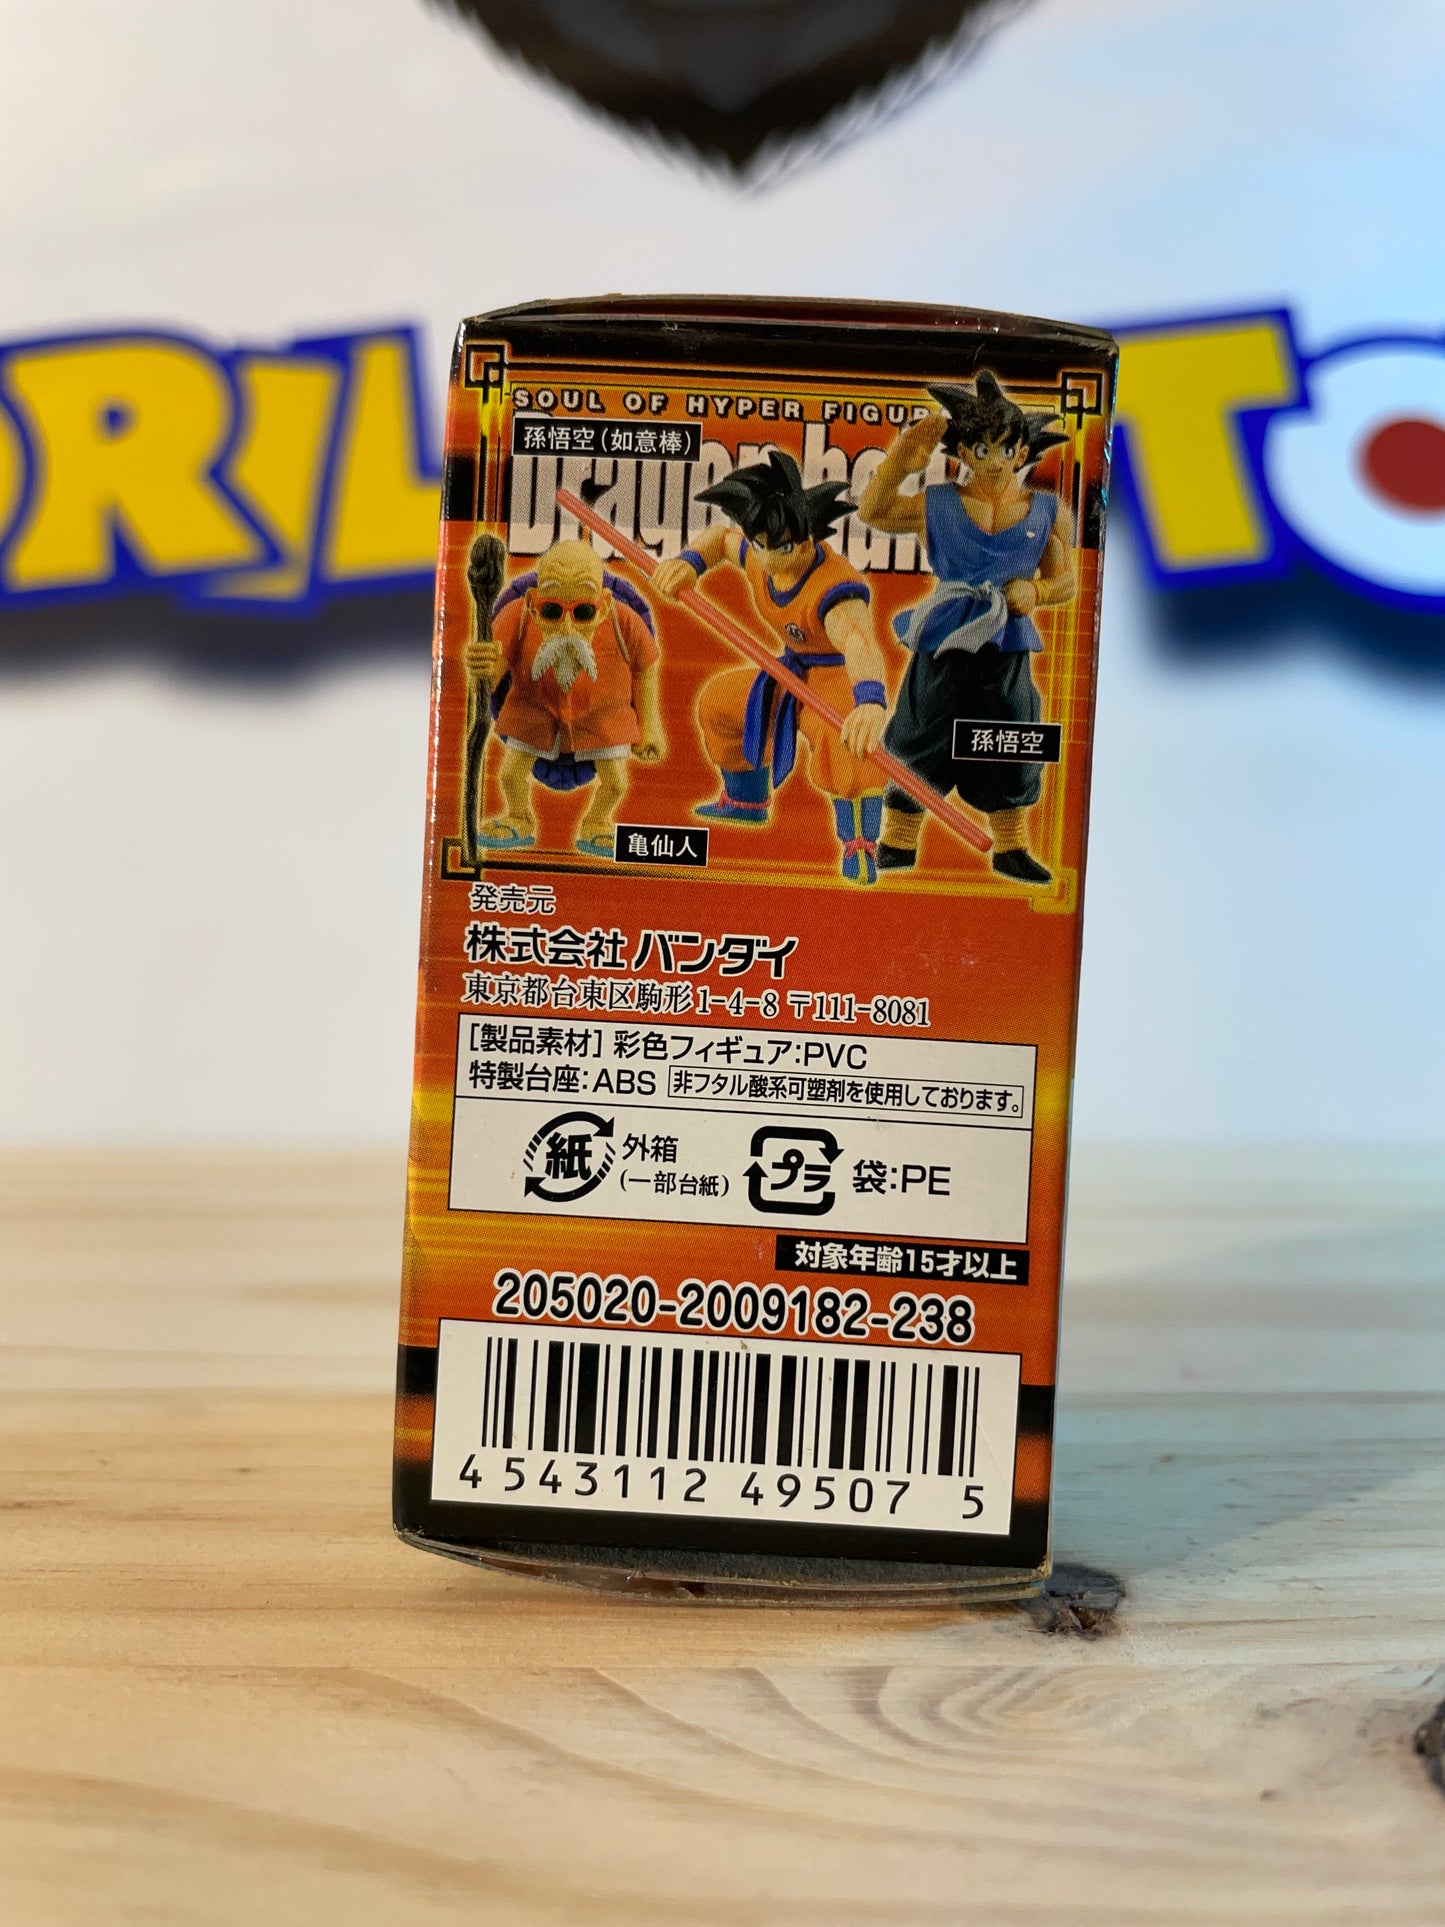 RIL TO
SOUL OF HYPER FIGURE
孫悟空(如意棒)
Dragonball
孫悟空
亀仙人
発売元
株式会社 バンダイ
東京都台東区駒形1-4-8 〒111-8081
[製品素材] 彩色フィギュア:PVC
特製台座:ABS 非フタル酸系可塑剤を使用しております。
紙 外箱 (一部台紙) プラ 袋:PE
対象年齢15才以上
205020-2009182-238
4 543112 495075